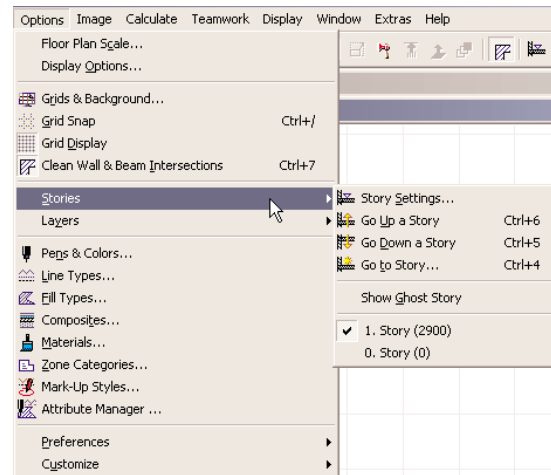 Options Image Calculate Teamwork Display Window Extras Help
Floor Plan Scale...
Display Options...
Grids & Background...
Grid Snap Ctrl+/
Grid Display
Clean Wall & Beam Intersections Ctrl+7
Stories
Layers
Pens & Colors...
Line Types...
Fill Types...
Composites...
Materials...
Zone Categories...
Mark-Up Styles...
Attribute Manager ...
Preferences
Customize
Story Settings...
Go Up a Story Ctrl+6
Go Down a Story Ctrl+5
Go to Story... Ctrl+4
Show Ghost Story
1. Story (2900)
0. Story (0)